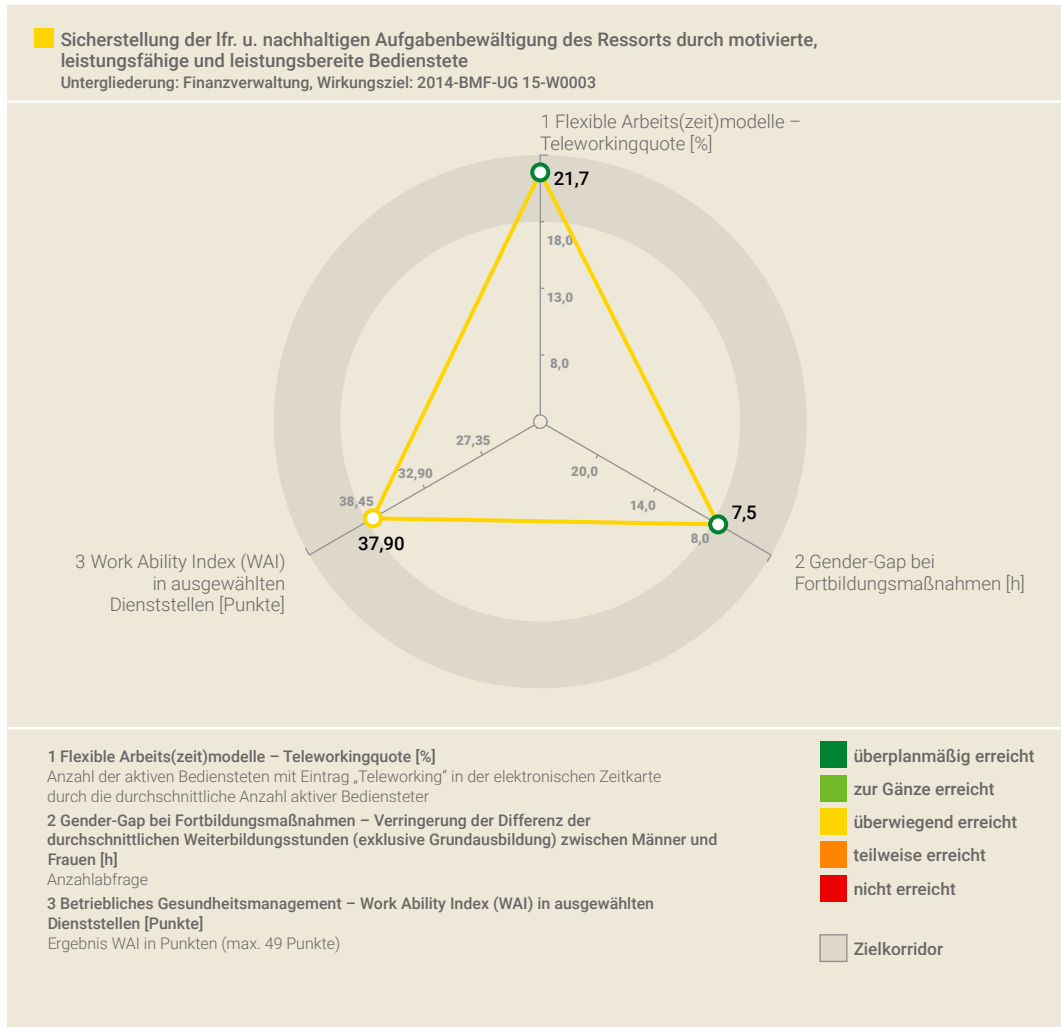 Sicherstellung der lfr. u. nachhaltigen Aufgabenbewältigung des Ressorts durch motivierte,
leistungsfähige und leistungsbereite Bedienstete
Untergliederung: Finanzverwaltung, Wirkungsziel: 2014-BMF-UG 15-W0003
1 Flexible Arbeits(zeit)modelle –
Teleworkingquote [%]
21,7
18,0
13,0
8,0
27,35
32,90
38,45
37,90
20,0
14,0
8,0
7,5
3 Work Ability Index (WAI)
in ausgewählten
Dienststellen [Punkte]
2 Gender-Gap bei
Fortbildungsmaßnahmen [h]
1 Flexible Arbeits(zeit)modelle – Teleworkingquote [%]
Anzahl der aktiven Bediensteten mit Eintrag „Teleworking" in der elektronischen Zeitkarte
durch die durchschnittliche Anzahl aktiver Bediensteter
2 Gender-Gap bei Fortbildungsmaßnahmen – Verringerung der Differenz der
durchschnittlichen Weiterbildungsstunden (exklusive Grundausbildung) zwischen Männer und
Frauen [h]
Anzahlabfrage
3 Betriebliches Gesundheitsmanagement – Work Ability Index (WAI) in ausgewählten
Dienststellen [Punkte]
Ergebnis WAI in Punkten (max. 49 Punkte)
überplanmäßig erreicht
zur Gänze erreicht
überwiegend erreicht
teilweise erreicht
nicht erreicht
Zielkorridor